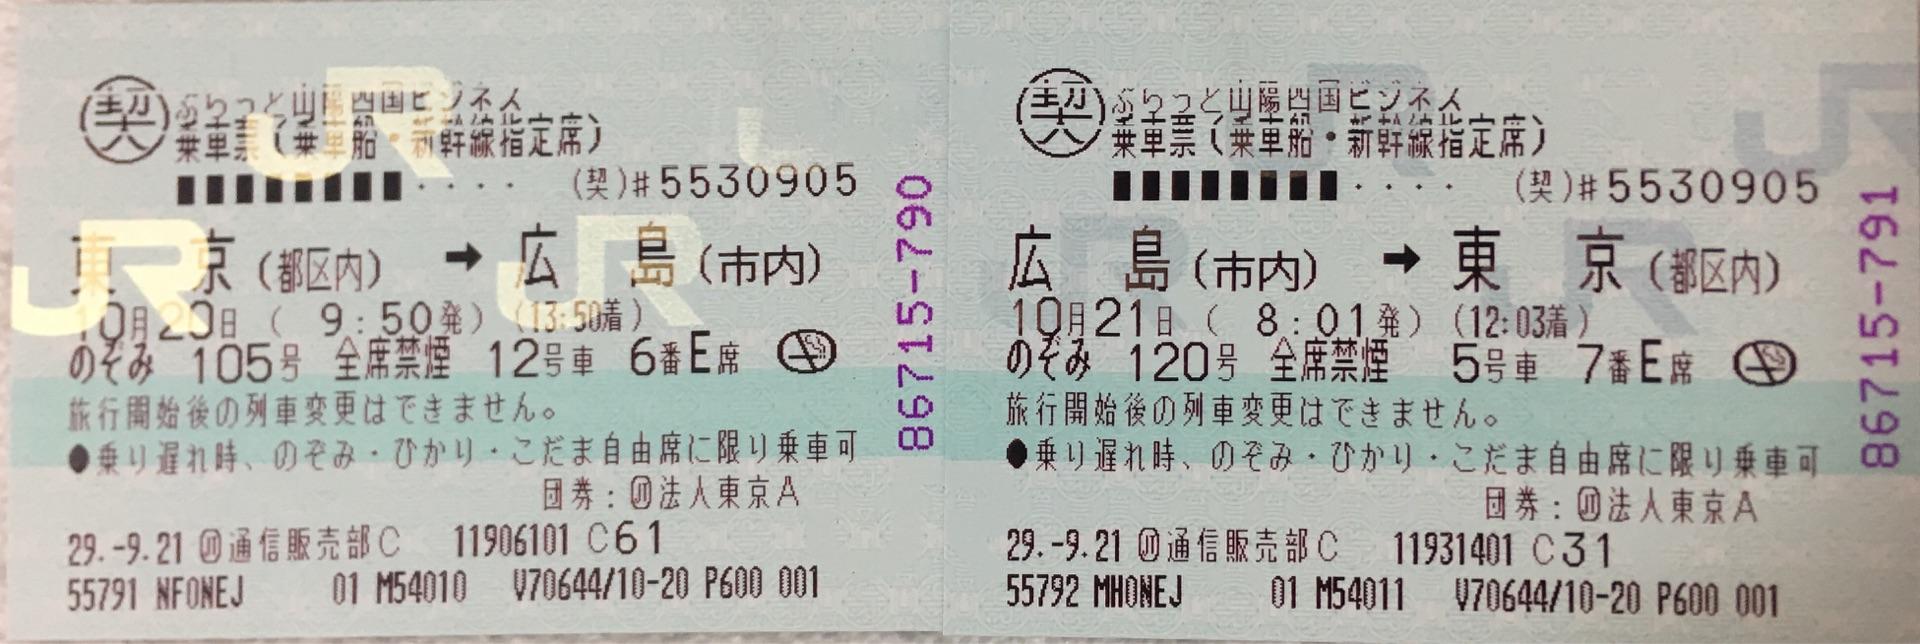 契 ぷらっと山陽四国ビジネス
乗車票(乗車船・新幹線指定席)
(契)#5530905
東京(都区内) → 広島(市内)
10月20日 ( 9:50発) (13:50着)
のぞみ 105号 全席禁煙 12号車 6番E席
旅行開始後の列車変更はできません。
●乗り遅れ時、のぞみ・ひかり・こだま自由席に限り乗車可
団券:法人東京A
29.-9.21 通信販売部C 11906101 C61
55791 NFONEJ 01 M54010 V70644/10-20 P600 001
86715-790
JR
JR
JR
契 ぷらっと山陽四国ビジネス
乗車票(乗車船・新幹線指定席)
(契)#5530905
広島(市内) → 東京(都区内)
10月21日 ( 8:01発) (12:03着)
のぞみ 120号 全席禁煙 5号車 7番E席
旅行開始後の列車変更はできません。
●乗り遅れ時、のぞみ・ひかり・こだま自由席に限り乗車可
団券:法人東京A
29.-9.21 通信販売部C 11931401 C31
55792 MHONEJ 01 M54011 V70644/10-20 P600 001
86715-791
JR
JR
JR